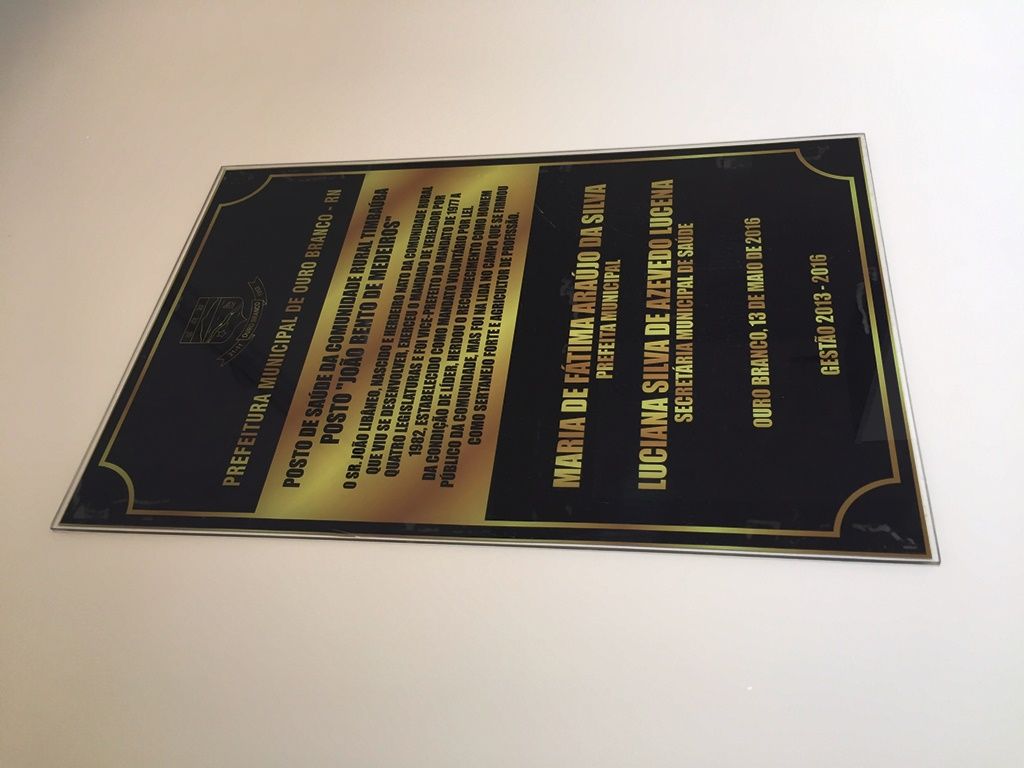 PREFEITURA MUNICIPAL DE OURO BRANCO - RN
POSTO DE SAÚDE DA COMUNIDADE RURAL TIMBAÚBA
POSTO "JOÃO BENTO DE MEDEIROS"
O SR. JOÃO LIBÂNEO, NASCIDO E HERDEIRO NATO DA COMUNIDADE RURAL
QUE VIU SE DESENVOLVER, EXERCEU O MANDATO DE VEREADOR POR
QUATRO LEGISLATURAS E FOI VICE-PREFEITO NO MANDATO DE 1977 A
1982, ESTABELECIDO COMO MANDATO VOLUNTÁRIO POR LEI.
DA CONDIÇÃO DE LÍDER, HERDOU O RECONHECIMENTO COMO HOMEM
PÚBLICO DA COMUNIDADE, MAS FOI NA LIDA NO CAMPO QUE SE FIRMOU
COMO SERTANEJO FORTE E AGRICULTOR DE PROFISSÃO.
MARIA DE FÁTIMA ARAÚJO DA SILVA
PREFEITA MUNICIPAL
LUCIANA SILVA DE AZEVEDO LUCENA
SECRETÁRIA MUNICIPAL DE SAÚDE
OURO BRANCO, 13 DE MAIO DE 2016
GESTÃO 2013 - 2016